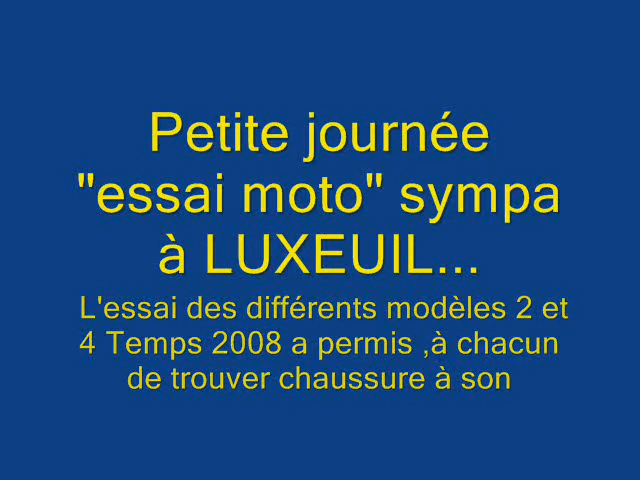 Petite journée
"essai moto" sympa
à LUXEUIL...
L'essai des différents modèles 2 et
4 Temps 2008 a permis ,à chacun
de trouver chaussure à son